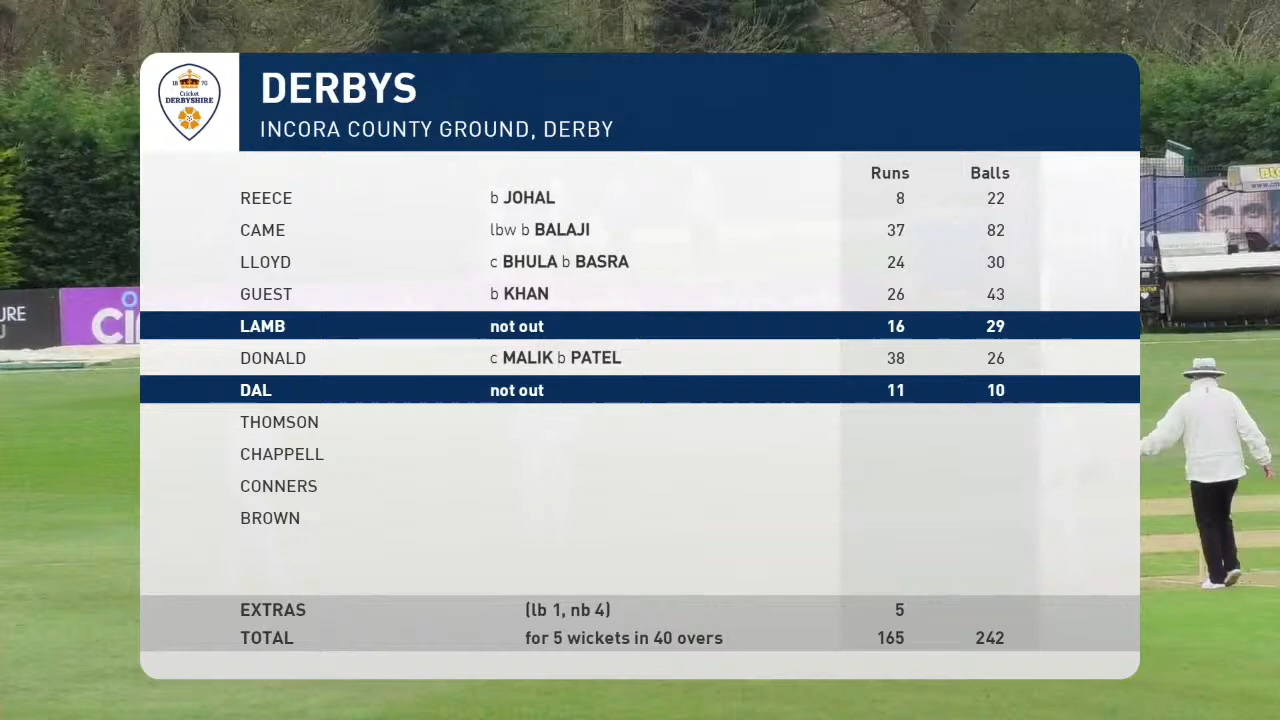 18 70
Cricket
DERBYSHIRE
DERBYS
INCORA COUNTY GROUND, DERBY
Runs Balls
REECE b JOHAL 8 22
CAME lbw b BALAJI 37 82
LLOYD c BHULA b BASRA 24 30
GUEST b KHAN 26 43
LAMB not out 16 29
DONALD c MALIK b PATEL 38 26
DAL not out 11 10
THOMSON
CHAPPELL
CONNERS
BROWN
EXTRAS (lb 1, nb 4) 5
TOTAL for 5 wickets in 40 overs 165 242